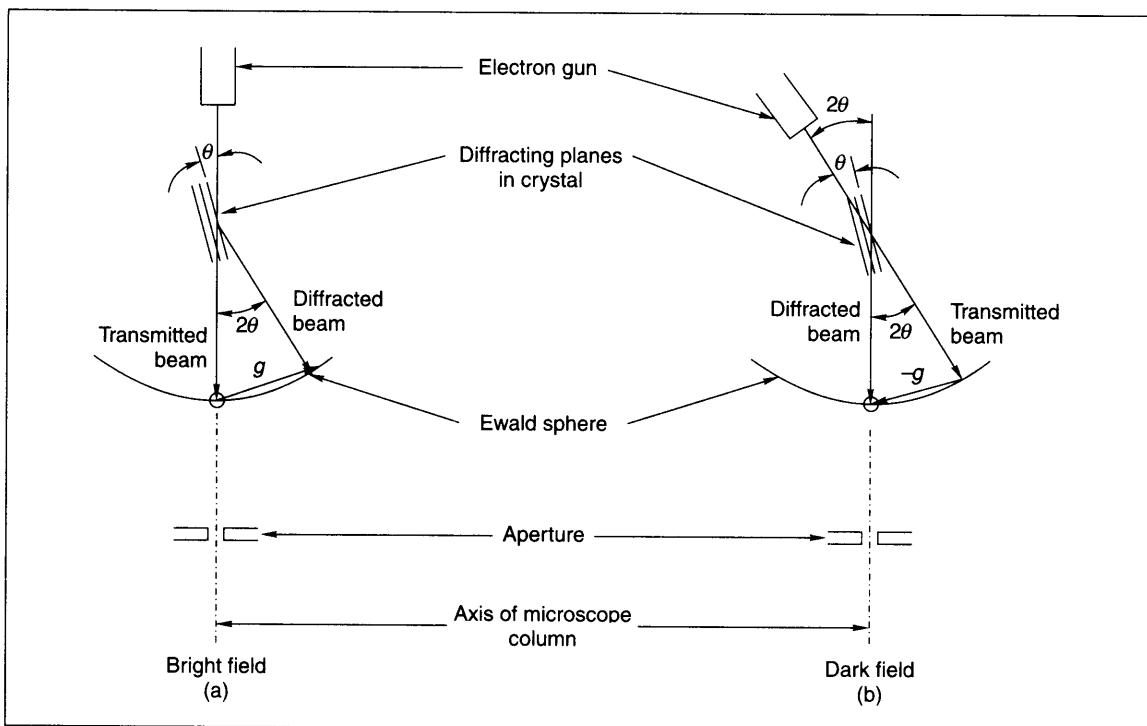 Electron gun
2θ
θ
θ
Diffracting planes
in crystal
Diffracted
beam
Transmitted
beam
2θ
g
Diffracted
beam
Transmitted
beam
2θ
–g
Ewald sphere
Aperture
Axis of microscope
column
Bright field
(a)
Dark field
(b)